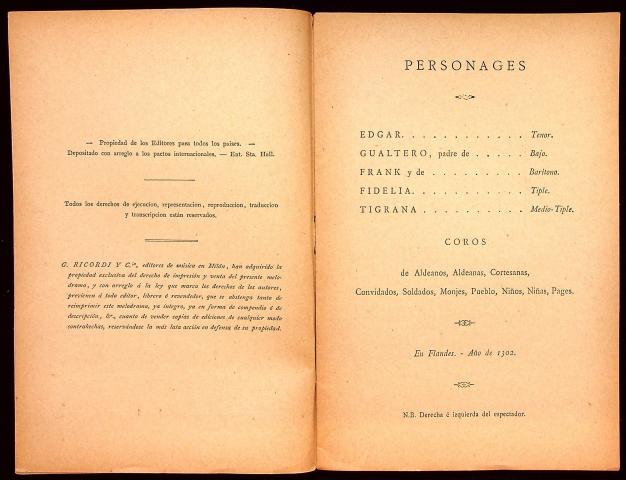 — Propiedad de los Editores para todos los paises. —
Depositado con arreglo a los pactos internacionales. — Ent. Sta. Hall.
Todos los derechos de ejecucion, representacion, reproduccion, traduccion
y transcripcion están reservados.
G. RICORDI Y C.ia, editores de música en Milán, han adquirido la
propiedad exclusiva del derecho de impresión y venta del presente melo-
drama, y con arreglo á la ley que marca los derechos de los autores,
previenen á todo editor, librero ó revendedor, que se abstenga tanto de
reimprimir este melodrama, ya íntegro, ya en forma de compendio ó de
descripción, &c., cuanto de vender copias de ediciones de cualquier modo
contrahechas, reservándose la más lata acción en defensa de su propiedad.
PERSONAGES
EDGAR. . . . . . . . . . . . Tenor.
GUALTERO, padre de . . . . . Bajo.
FRANK y de . . . . . . . . . Barítono.
FIDELIA. . . . . . . . . . . Tiple.
TIGRANA . . . . . . . . . . Medio-Tiple.
COROS
de Aldeanos, Aldeanas, Cortesanas,
Convidados, Soldados, Monjes, Pueblo, Niños, Niñas, Pages.
En Flandes. - Año de 1302.
N.B. Derecha é izquierda del espectador.